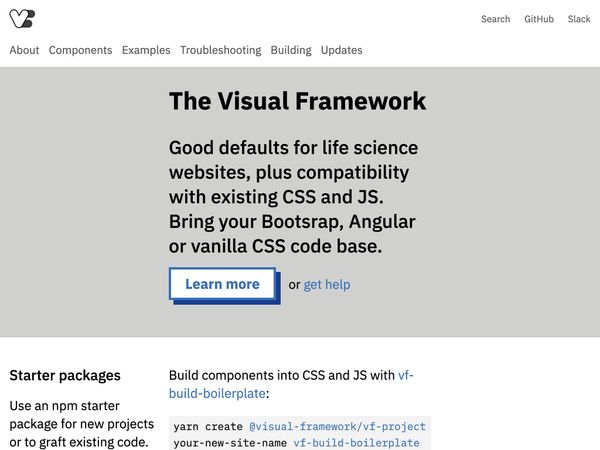 Search GitHub Slack
About Components Examples Troubleshooting Building Updates
The Visual Framework
Good defaults for life science
websites, plus compatibility
with existing CSS and JS.
Bring your Bootsrap, Angular
or vanilla CSS code base.
Learn more or get help
Starter packages
Use an npm starter
package for new projects
or to graft existing code.
Build components into CSS and JS with vf-
build-boilerplate:
yarn create @visual-framework/vf-project
your-new-site-name vf-build-boilerplate